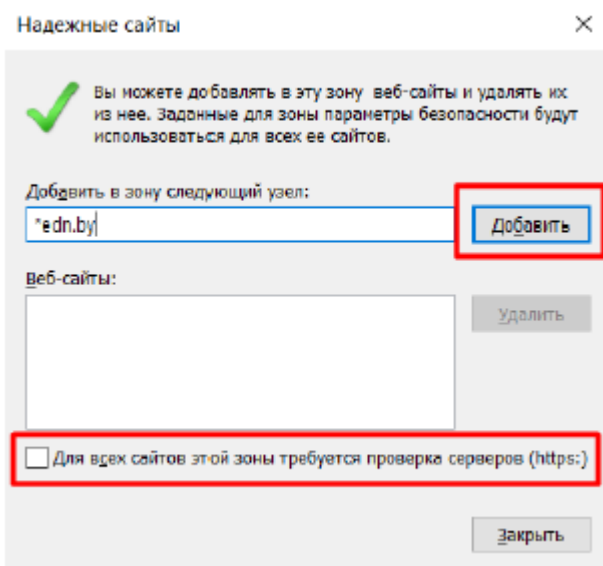 Надежные сайты
Вы можете добавлять в эту зону веб-сайты и удалять их
из нее. Заданные для зоны параметры безопасности будут
использоваться для всех ее сайтов.
Добавить в зону следующий узел:
*edn.by
Добавить
Веб-сайты:
Удалить
Для всех сайтов этой зоны требуется проверка серверов (https:)
Закрыть